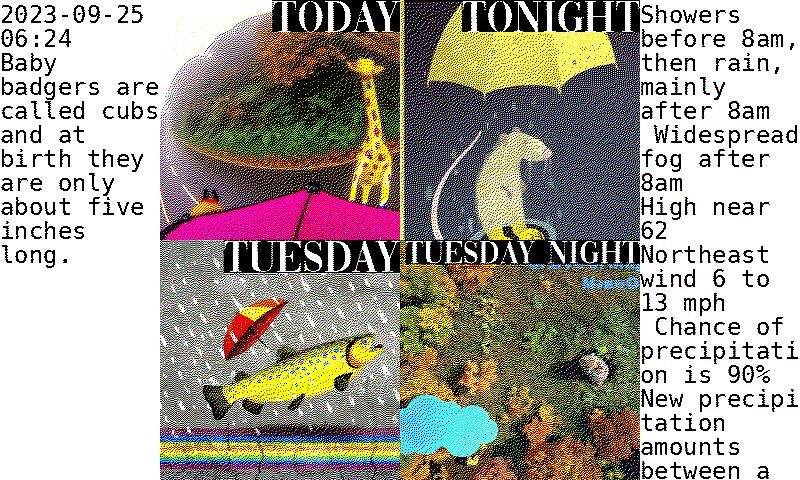 2023-09-25
06:24
Baby
badgers are
called cubs
and at
birth they
are only
about five
inches
long.
TODAY
TONIGHT
TUESDAY
TUESDAY NIGHT
Showers
before 8am,
then rain,
mainly
after 8am
Widespread
fog after
8am
High near
62
Northeast
wind 6 to
13 mph
Chance of
precipitati
on is 90%
New precipi
tation
amounts
between a